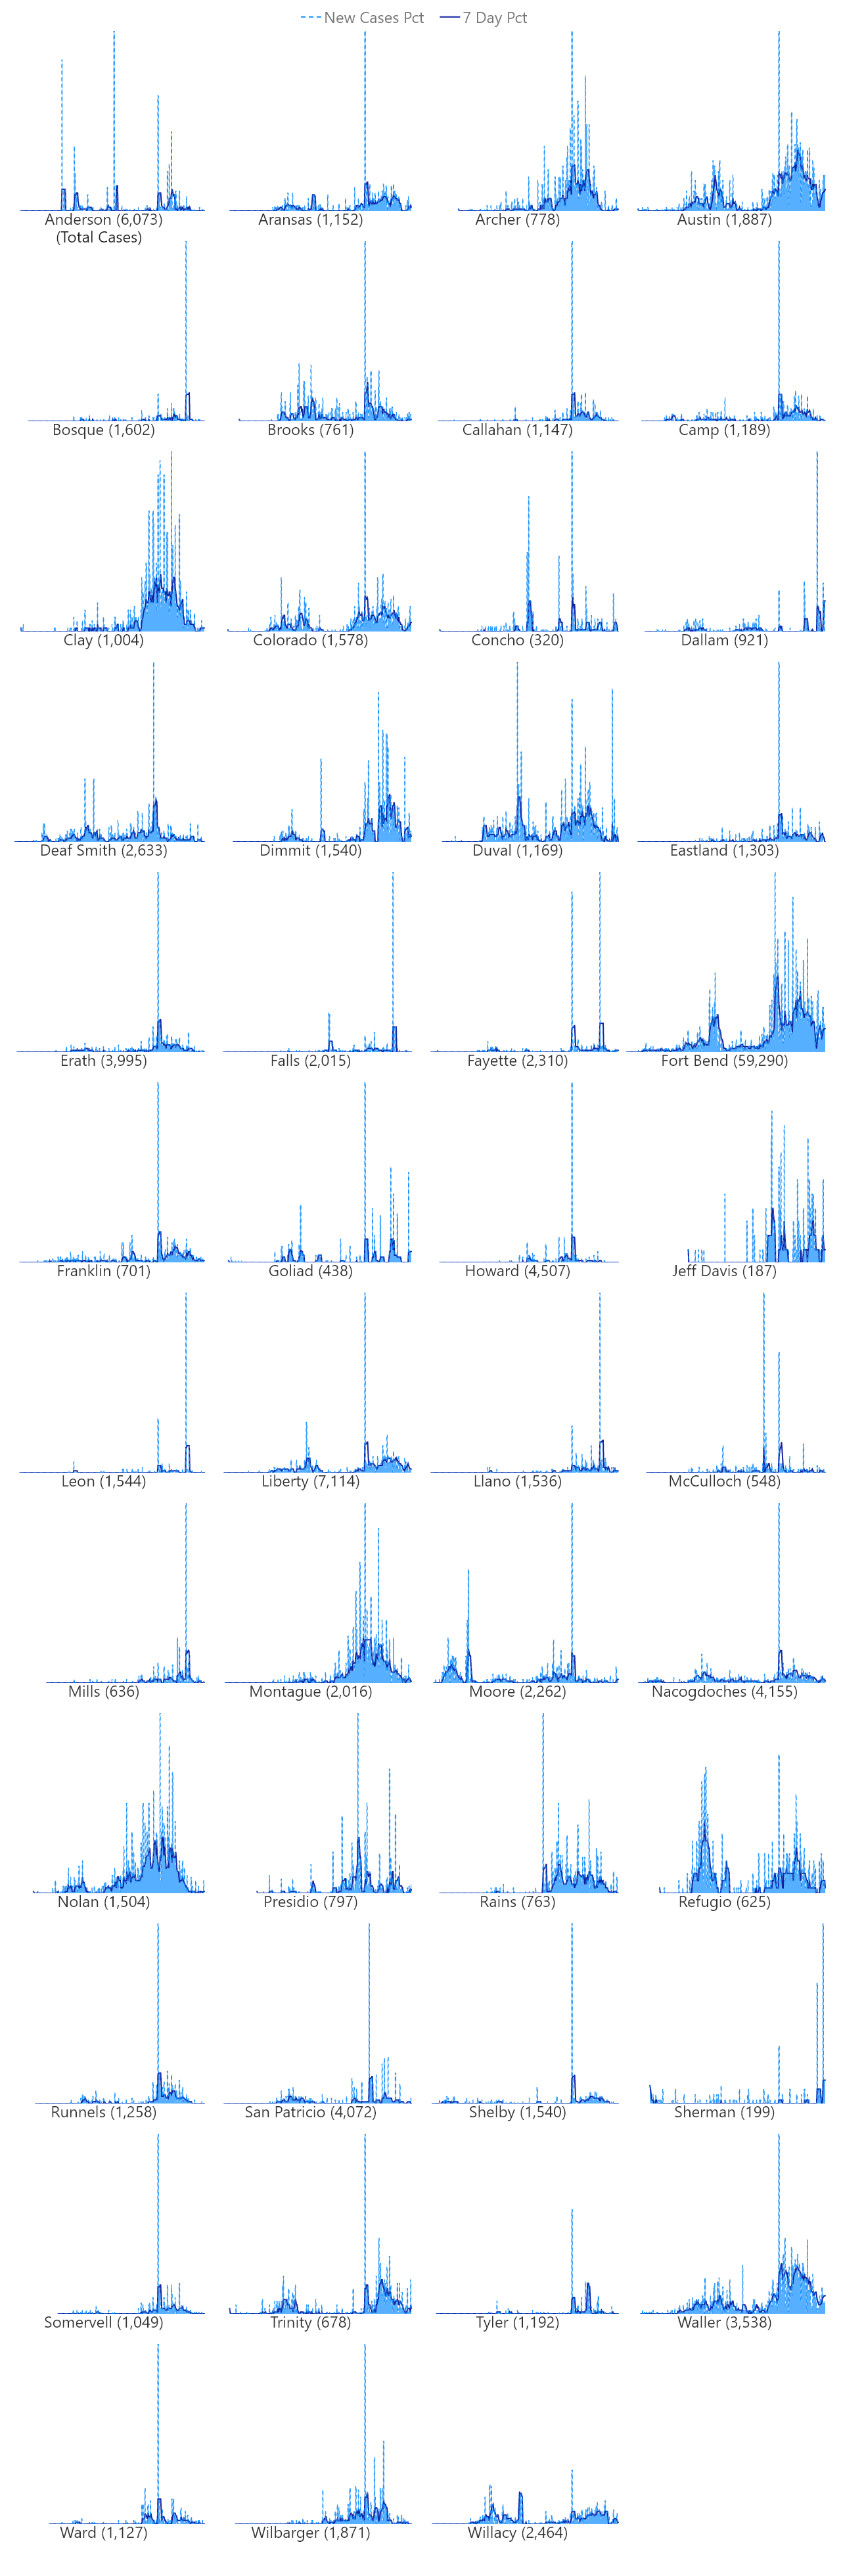 New Cases Pct 7 Day Pct
Anderson (6,073) Aransas (1,152) Archer (778) Austin (1,887)
(Total Cases)
Bosque (1,602) Brooks (761) Callahan (1,147) Camp (1,189)
Clay (1,004) Colorado (1,578) Concho (320) Dallam (921)
Deaf Smith (2,633) Dimmit (1,540) Duval (1,169) Eastland (1,303)
Erath (3,995) Falls (2,015) Fayette (2,310) Fort Bend (59,290)
Franklin (701) Goliad (438) Howard (4,507) Jeff Davis (187)
Leon (1,544) Liberty (7,114) Llano (1,536) McCulloch (548)
Mills (636) Montague (2,016) Moore (2,262) Nacogdoches (4,155)
Nolan (1,504) Presidio (797) Rains (763) Refugio (625)
Runnels (1,258) San Patricio (4,072) Shelby (1,540) Sherman (199)
Somervell (1,049) Trinity (678) Tyler (1,192) Waller (3,538)
Ward (1,127) Wilbarger (1,871) Willacy (2,464)